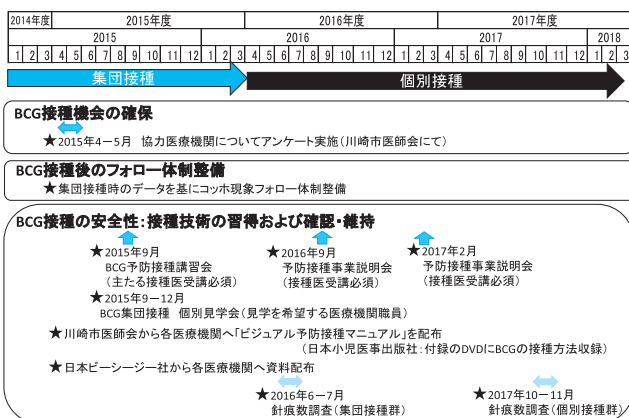 2014年度 2015年度 2016年度 2017年度
2015 2016 2017 2018
1 2 3 4 5 6 7 8 9 10 11 12 1 2 3 4 5 6 7 8 9 10 11 12 1 2 3 4 5 6 7 8 9 10 11 12 1 2 3
集団接種 個別接種
BCG接種機会の確保
★2015年4－5月 協力医療機関についてアンケート実施(川崎市医師会にて)
BCG接種後のフォロー体制整備
★集団接種時のデータを基にコッホ現象フォロー体制整備
BCG接種の安全性：接種技術の習得および確認・維持
★2015年9月 ★2016年9月 ★2017年2月
BCG予防接種講習会 予防接種事業説明会 予防接種事業説明会
(主たる接種医受講必須) (接種医受講必須) (接種医受講必須)
★2015年9－12月
BCG集団接種 個別見学会(見学を希望する医療機関職員)
★川崎市医師会から各医療機関へ「ビジュアル予防接種マニュアル」を配布
(日本小児医事出版社：付録のDVDにBCGの接種方法収録)
★日本ビーシージー社から各医療機関へ資料配布
★2016年6－7月 ★2017年10－11月
針痕数調査(集団接種群) 針痕数調査(個別接種群)